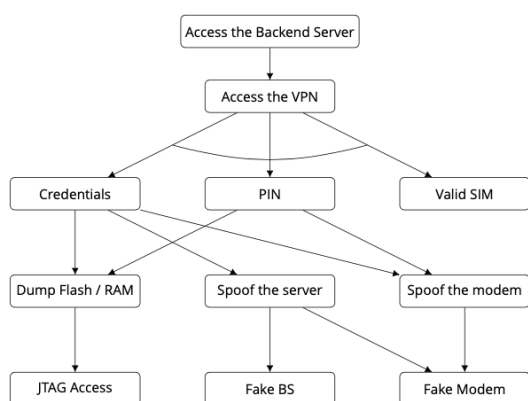 Access the Backend Server
Access the VPN
Credentials
PIN
Valid SIM
Dump Flash / RAM
Spoof the server
Spoof the modem
JTAG Access
Fake BS
Fake Modem